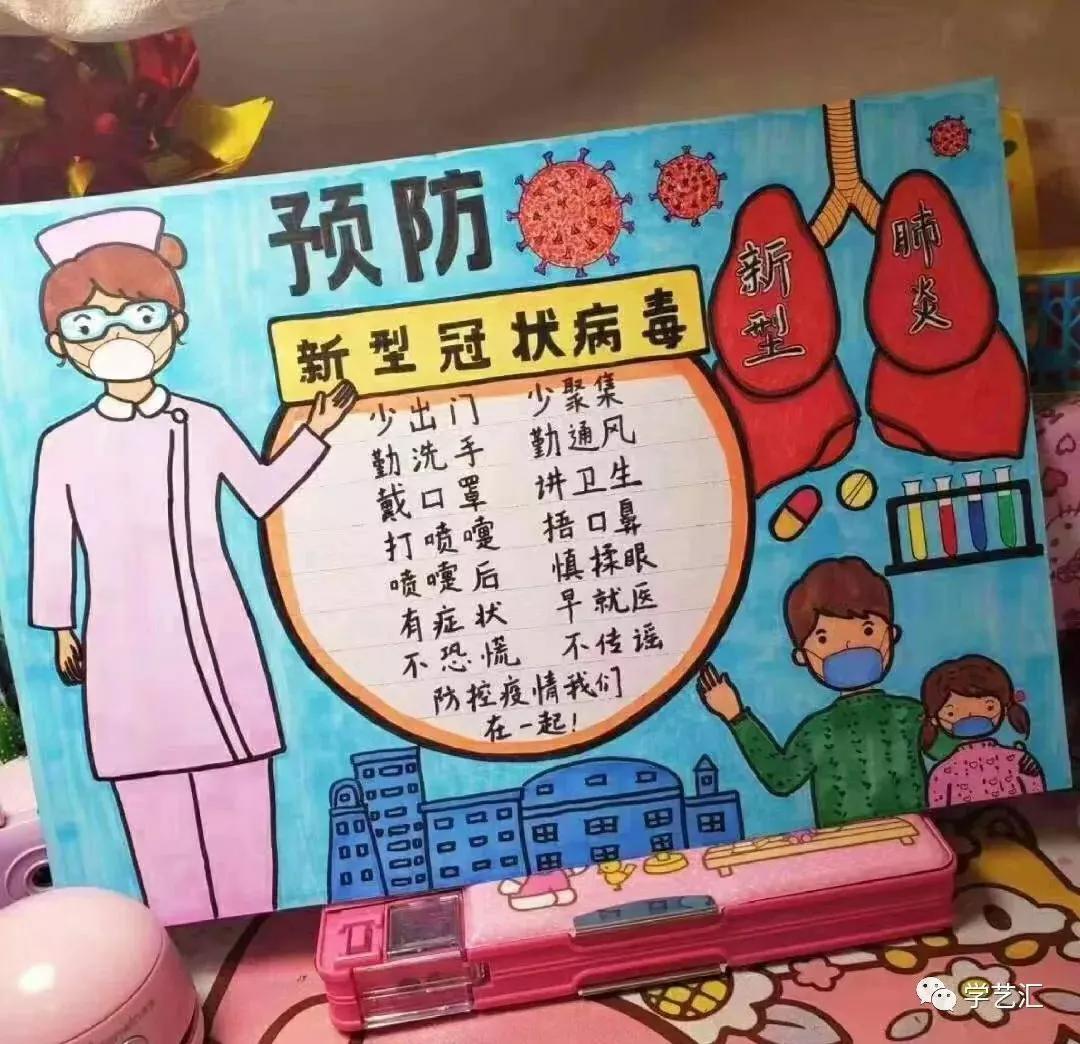 预防
新型冠状病毒
新型
肺炎
少出门 少聚集
勤洗手 勤通风
戴口罩 讲卫生
打喷嚏 捂口鼻
喷嚏后 慎揉眼
有症状 早就医
不恐慌 不传谣
防控疫情我们
在一起!
学艺汇